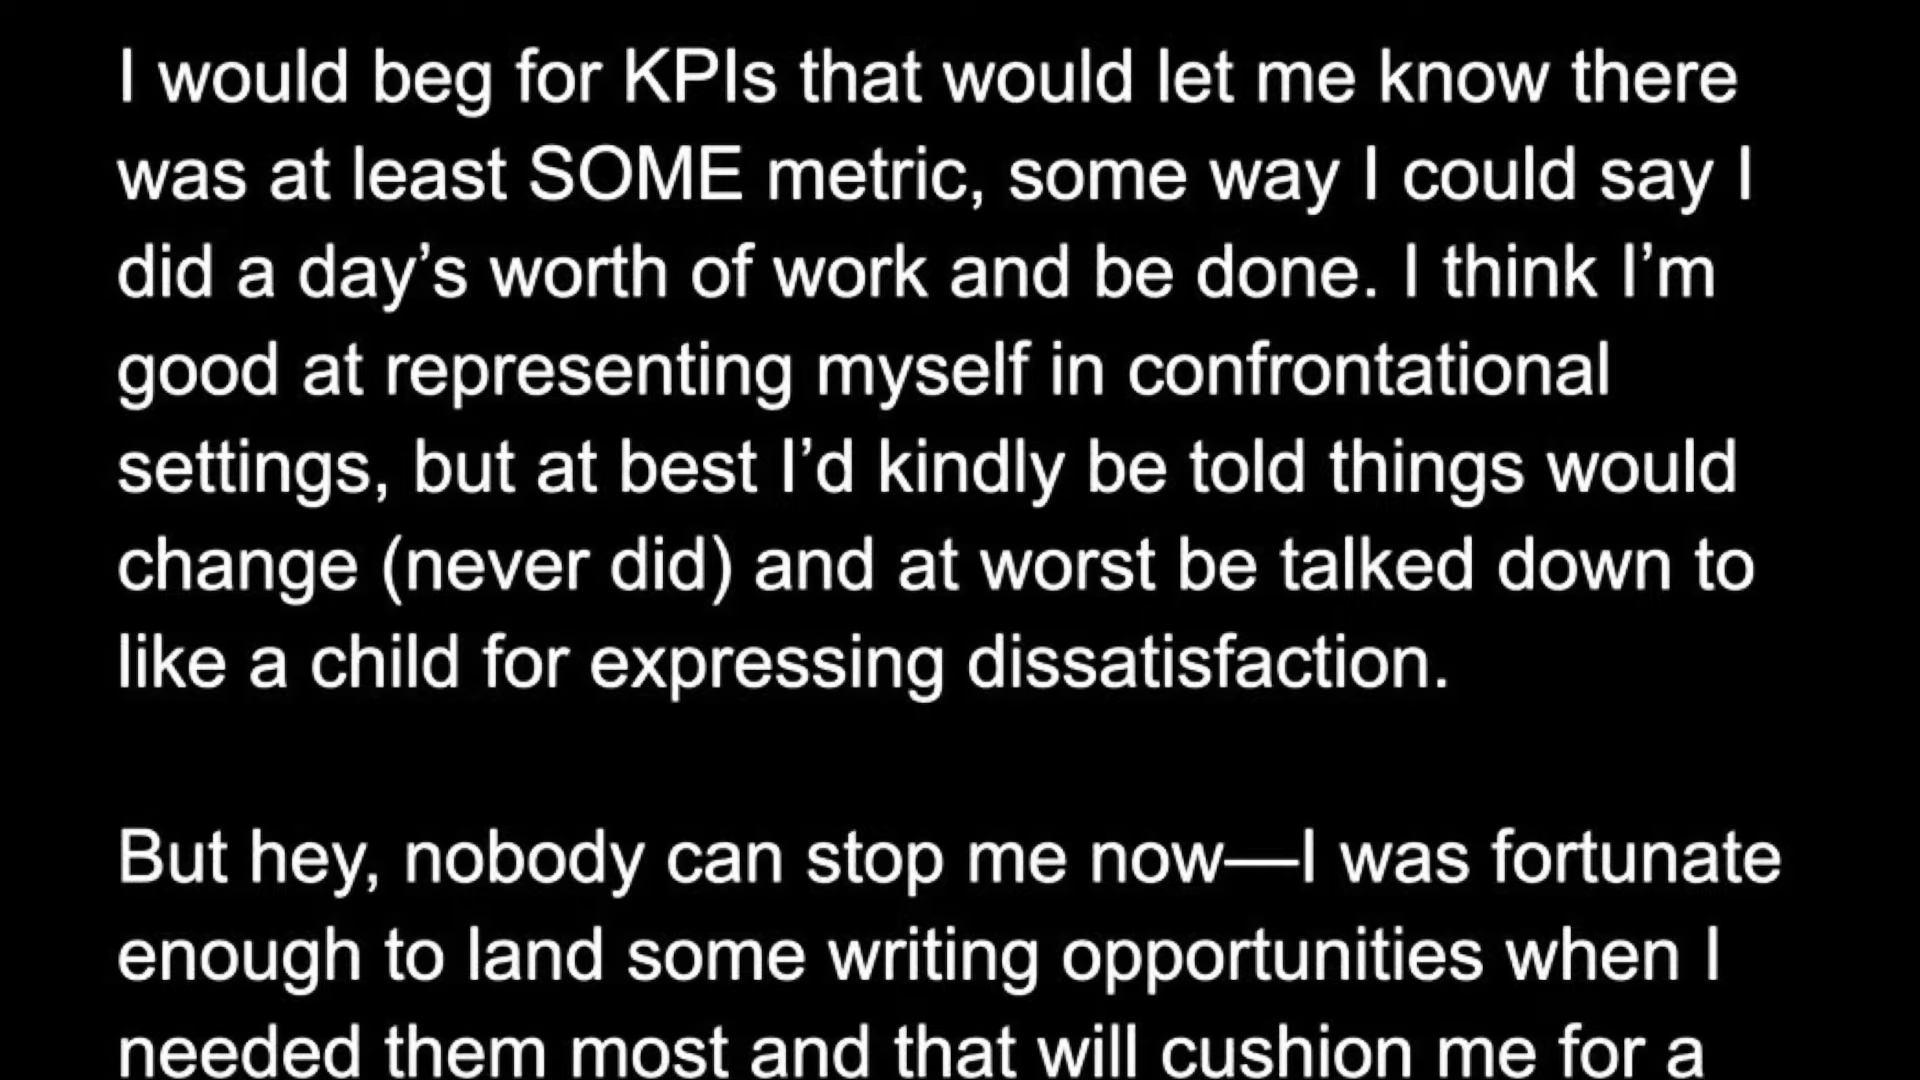 I would beg for KPIs that would let me know there
was at least SOME metric, some way I could say I
did a day’s worth of work and be done. I think I’m
good at representing myself in confrontational
settings, but at best I’d kindly be told things would
change (never did) and at worst be talked down to
like a child for expressing dissatisfaction.
But hey, nobody can stop me now—I was fortunate
enough to land some writing opportunities when I
needed them most and that will cushion me for a